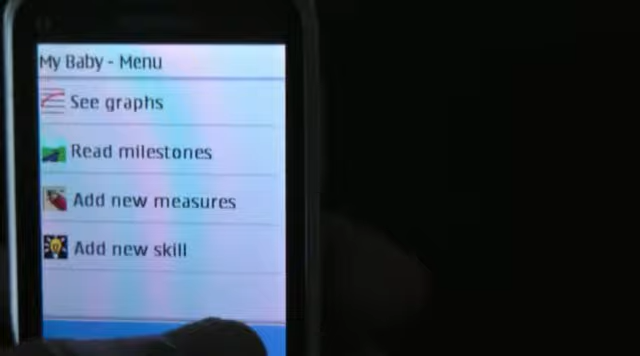 My Baby - Menu
See graphs
Read milestones
Add new measures
Add new skill